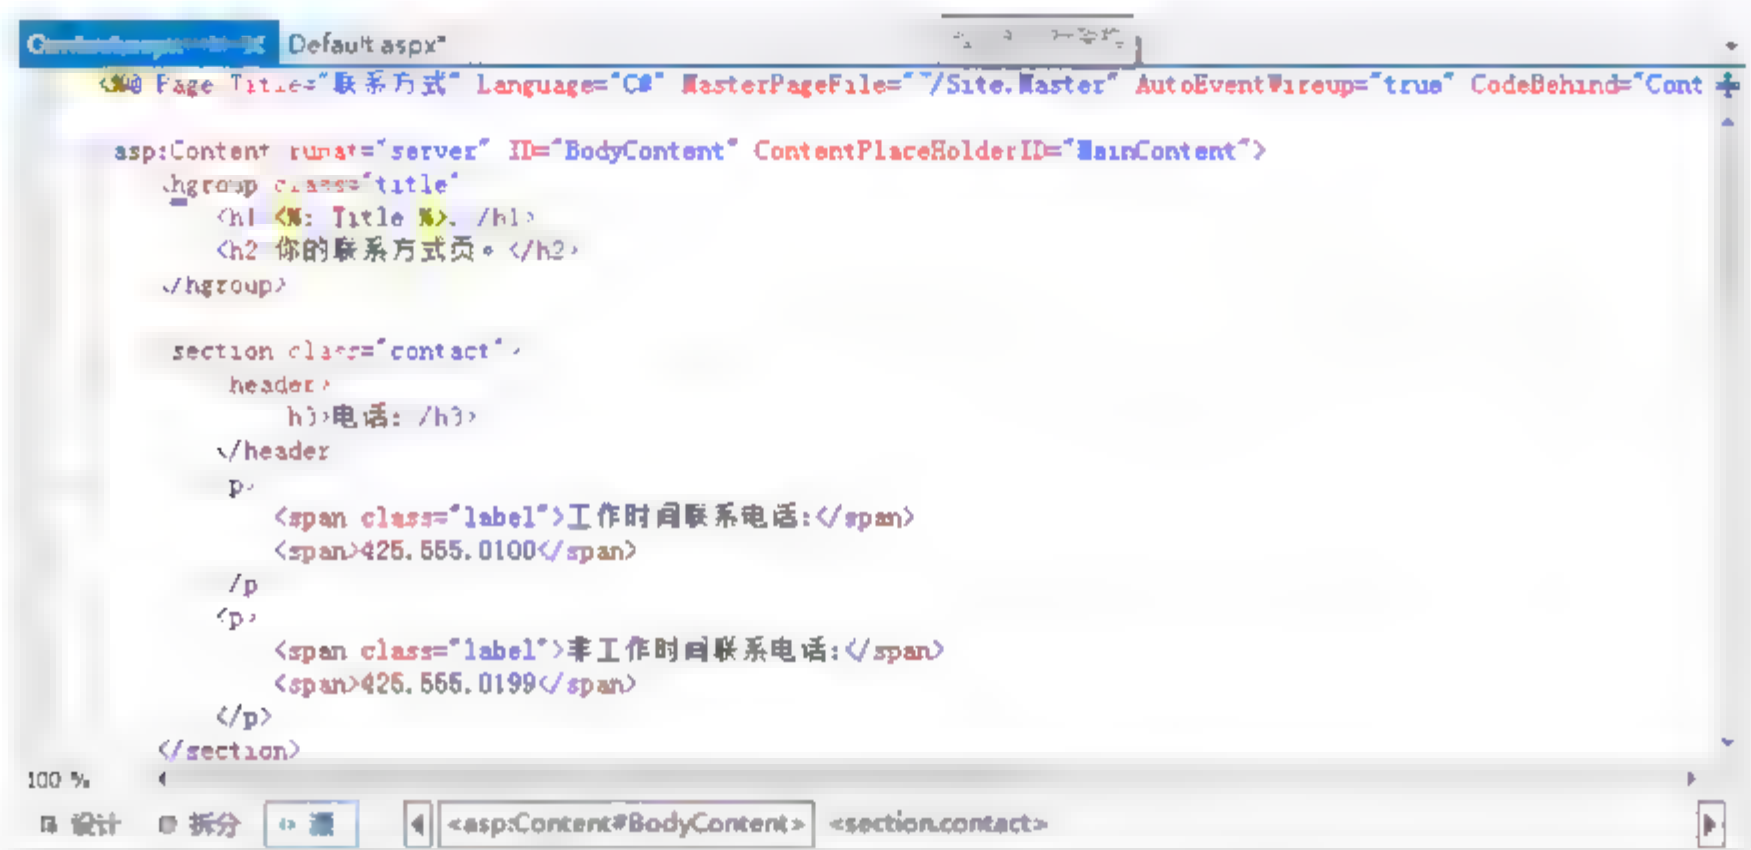 Default.aspx*
<%@ Page Title="联系方式" Language="C#" MasterPageFile="~/Site.Master" AutoEventWireup="true" CodeBehind="Cont
asp:Content runat="server" ID="BodyContent" ContentPlaceHolderID="MainContent">
<hgroup class="title"
<h1 <%: Title %>. /h1>
<h2 你的联系方式页。</h2>
</hgroup>
section class="contact">
header>
h3>电话: /h3>
</header
p>
<span class="label">工作时间联系电话:</span>
<span>425.555.0100</span>
/p
<p>
<span class="label">非工作时间联系电话:</span>
<span>425.555.0199</span>
</p>
</section>
100 %
设计 拆分 源 <asp:Content#BodyContent> <section.contact>